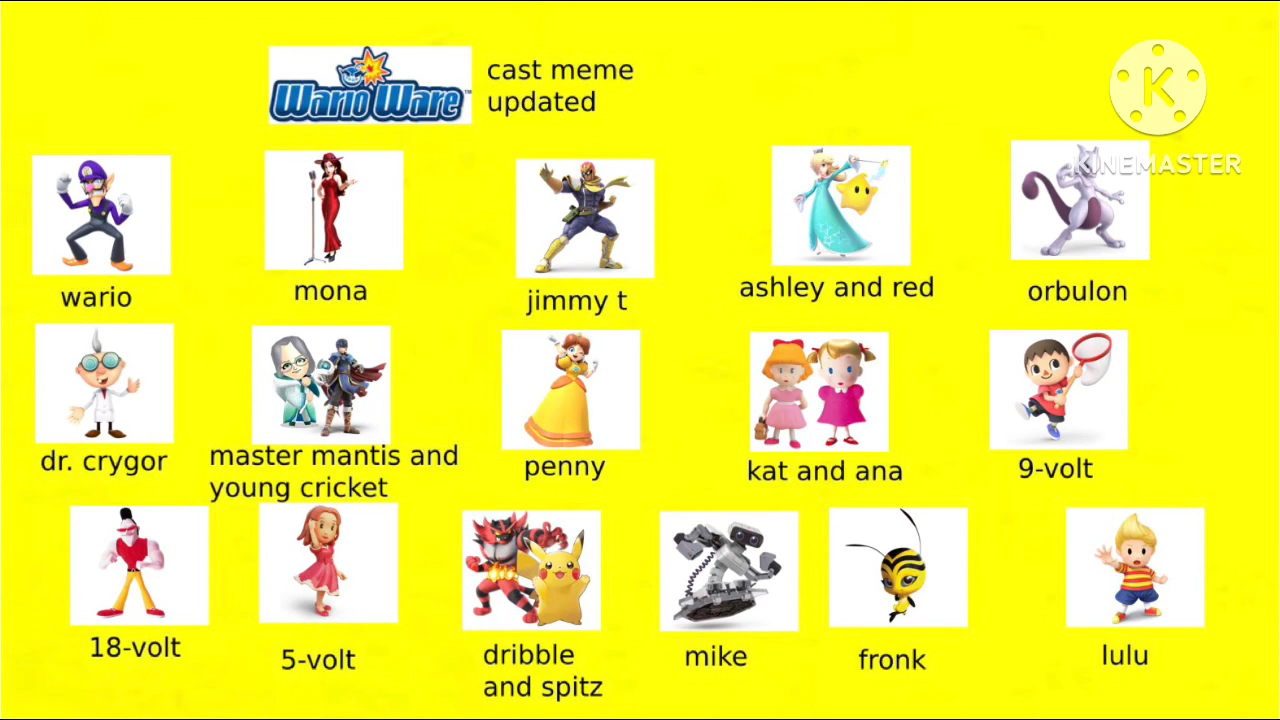 WarioWare™
cast meme
updated
K
KINEMASTER
wario
mona
jimmy t
ashley and red
orbulon
dr. crygor
master mantis and
young cricket
penny
kat and ana
9-volt
18-volt
5-volt
dribble
and spitz
mike
fronk
lulu